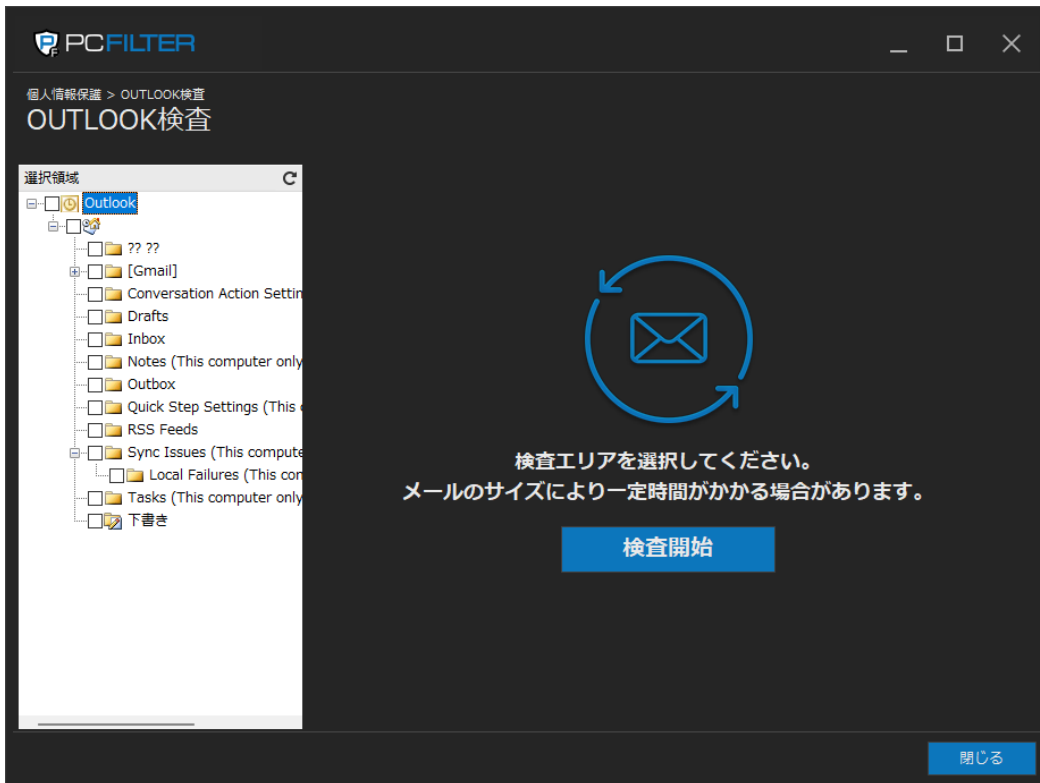 PCFILTER
個人情報保護 > OUTLOOK検査
OUTLOOK検査
選択領域
Outlook
?? ??
[Gmail]
Conversation Action Settin
Drafts
Inbox
Notes (This computer only
Outbox
Quick Step Settings (This
RSS Feeds
Sync Issues (This compute
Local Failures (This con
Tasks (This computer only
下書き
検査エリアを選択してください。
メールのサイズにより一定時間がかかる場合があります。
検査開始
閉じる